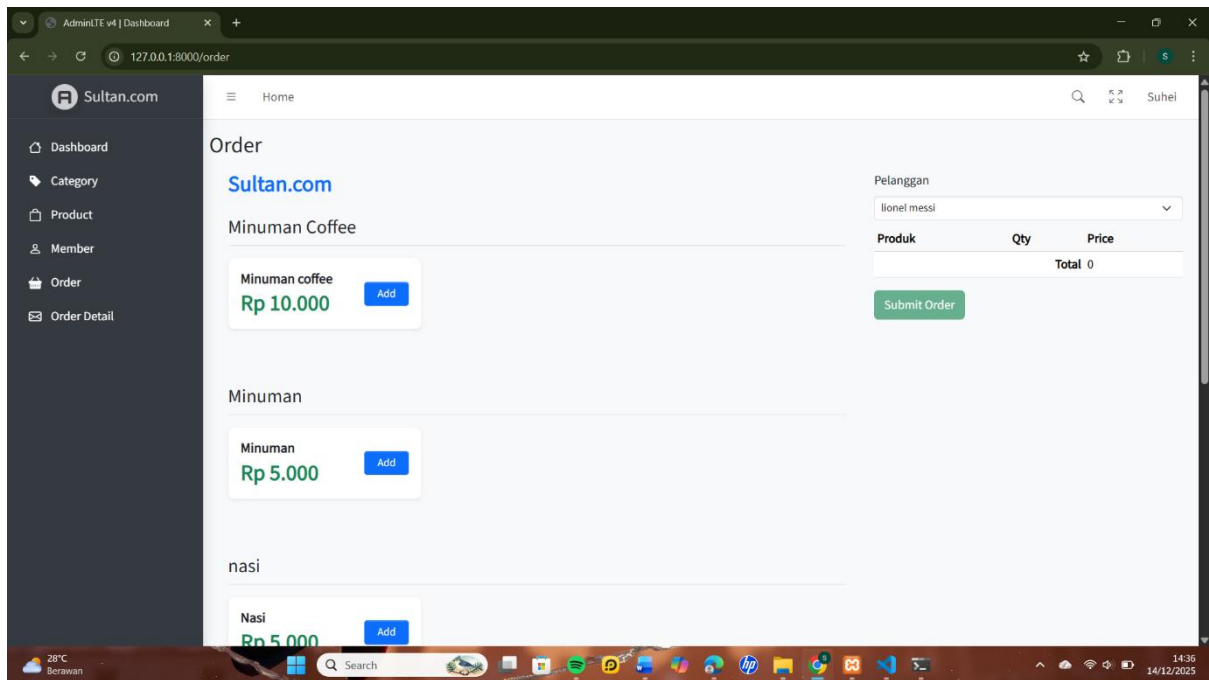 AdminLTE v4 | Dashboard
127.0.0.1:8000/order
S
Sultan.com
Home
Suhei
Dashboard
Category
Product
Member
Order
Order Detail
Order
Sultan.com
Minuman Coffee
Minuman coffee
Rp 10.000
Add
Minuman
Minuman
Rp 5.000
Add
nasi
Nasi
Rp 5.000
Add
Pelanggan
lionel messi
Produk Qty Price
Total 0
Submit Order
28°C
Berawan
Search
14:36
14/12/2025